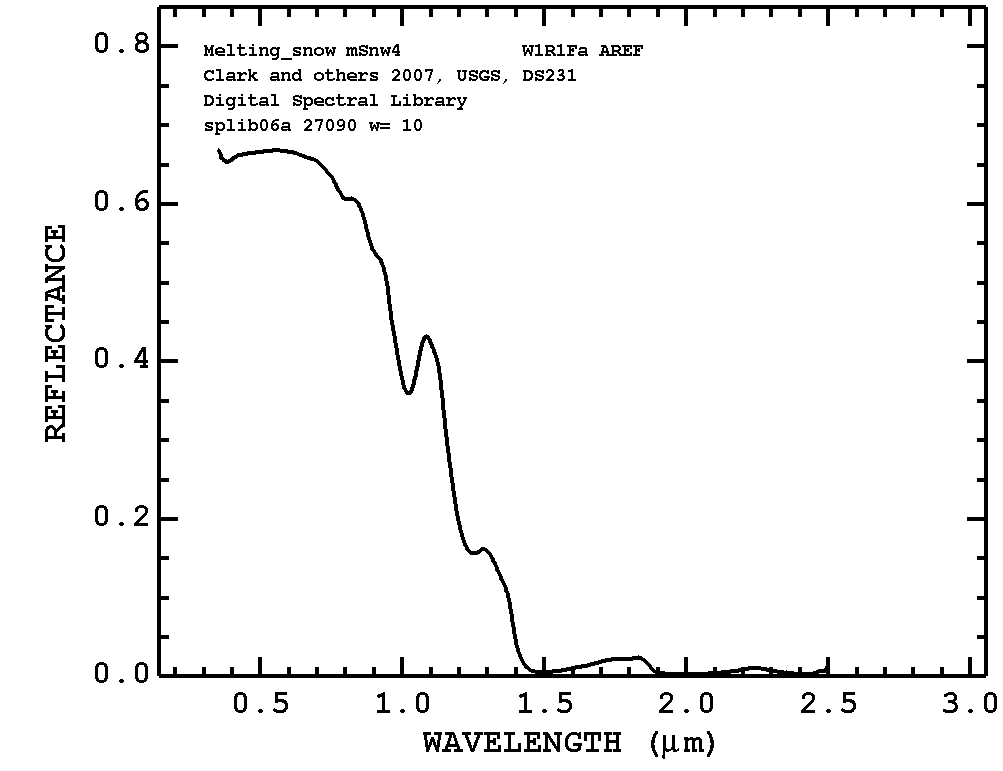 Melting_snow mSnw4 W1R1Fa AREF
Clark and others 2007, USGS, DS231
Digital Spectral Library
splib06a 27090 w= 10
0.8
0.6
0.4
0.2
0.0
REFLECTANCE
0.5 1.0 1.5 2.0 2.5 3.0
WAVELENGTH (μm)